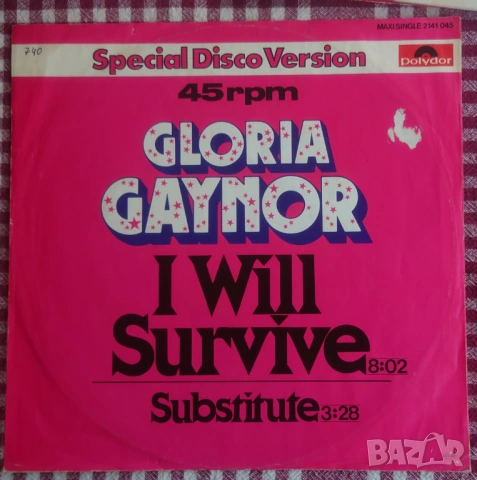 MAXI SINGLE 2141 045
740
Special Disco Version
polydor
45 rpm
GLORIA
GAYNOR
I Will
Survive 8:02
Substitute 3:28
BAZAR